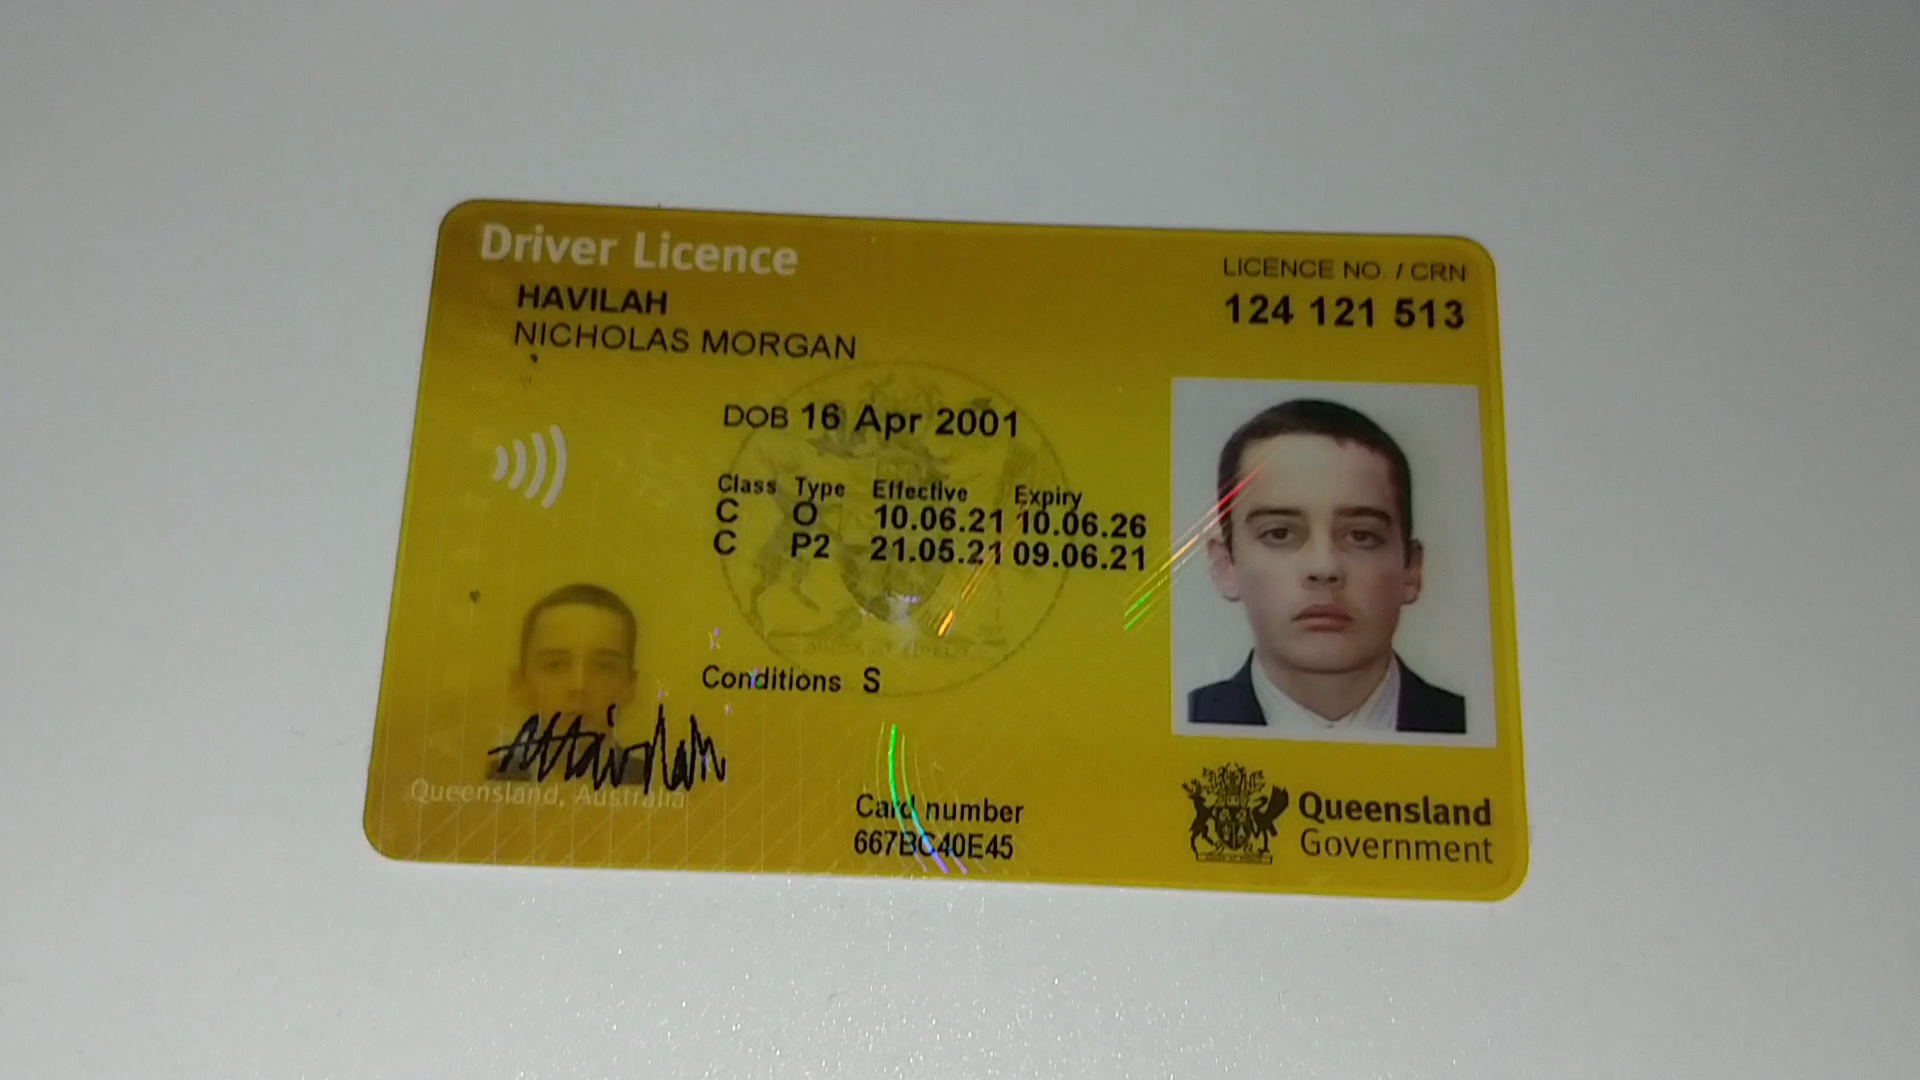 Driver Licence
HAVILAH
NICHOLAS MORGAN
LICENCE NO. / CRN
124 121 513
DOB 16 Apr 2001
Class Type Effective Expiry
C O 10.06.21 10.06.26
C P2 21.05.21 09.06.21
Conditions S
Queensland, Australia
Card number
667BC40E45
Queensland
Government